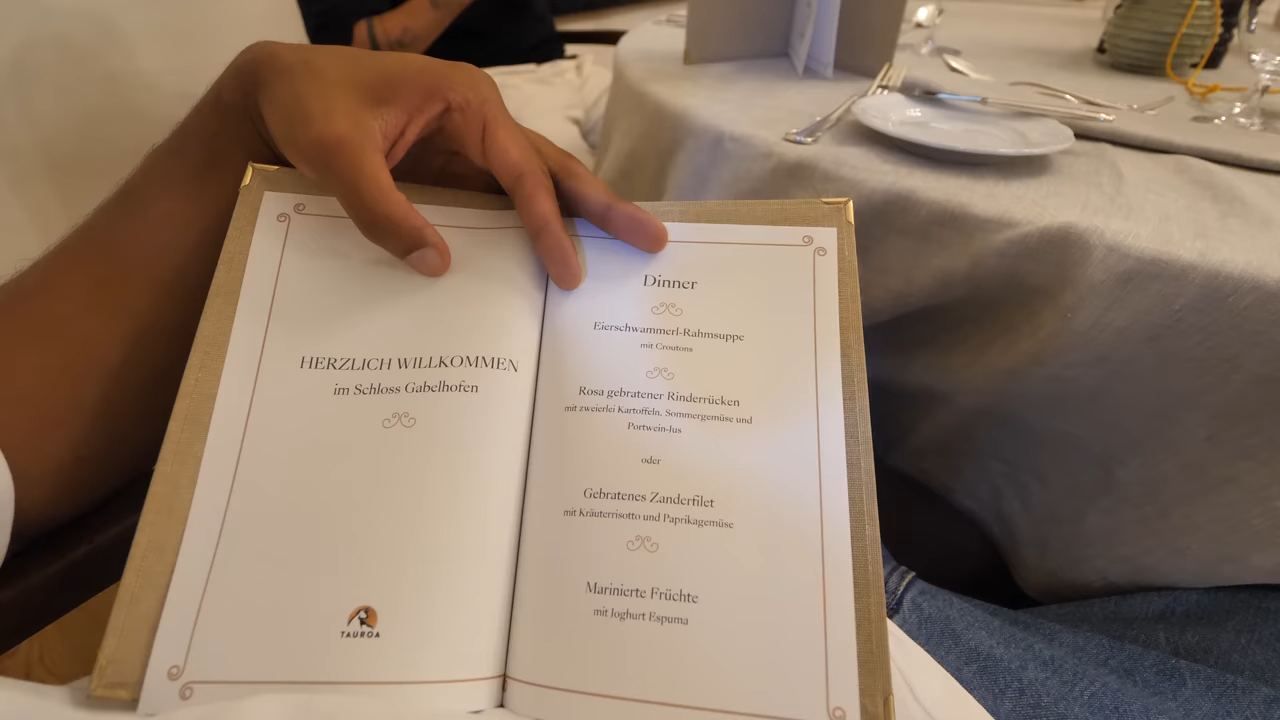 HERZLICH WILLKOMMEN
im Schloss Gabelhofen
TAUROA
Dinner
Eierschwammerl-Rahmsuppe
mit Croutons
Rosa gebratener Rinderrücken
mit zweierlei Kartoffeln, Sommergemüse und
Portwein-Jus
oder
Gebratenes Zanderfilet
mit Kräuterrisotto und Paprikagemüse
Marinierte Früchte
mit Joghurt Espuma